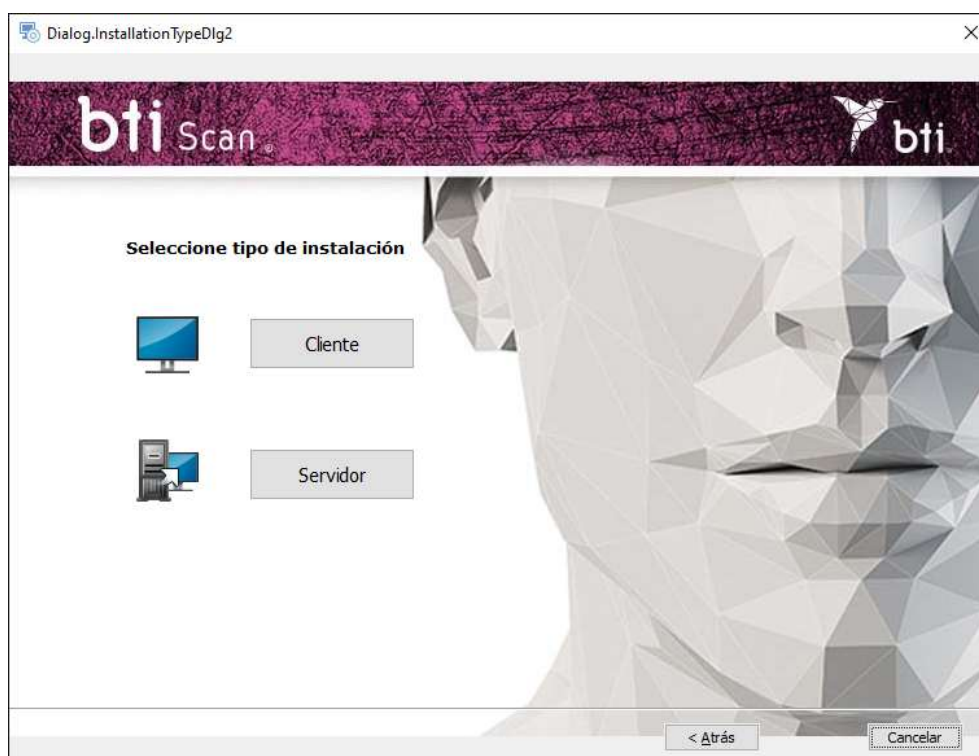 Dialog.InstallationTypeDlg2
bti Scan
bti
Seleccione tipo de instalación
Cliente
Servidor
< Atrás
Cancelar